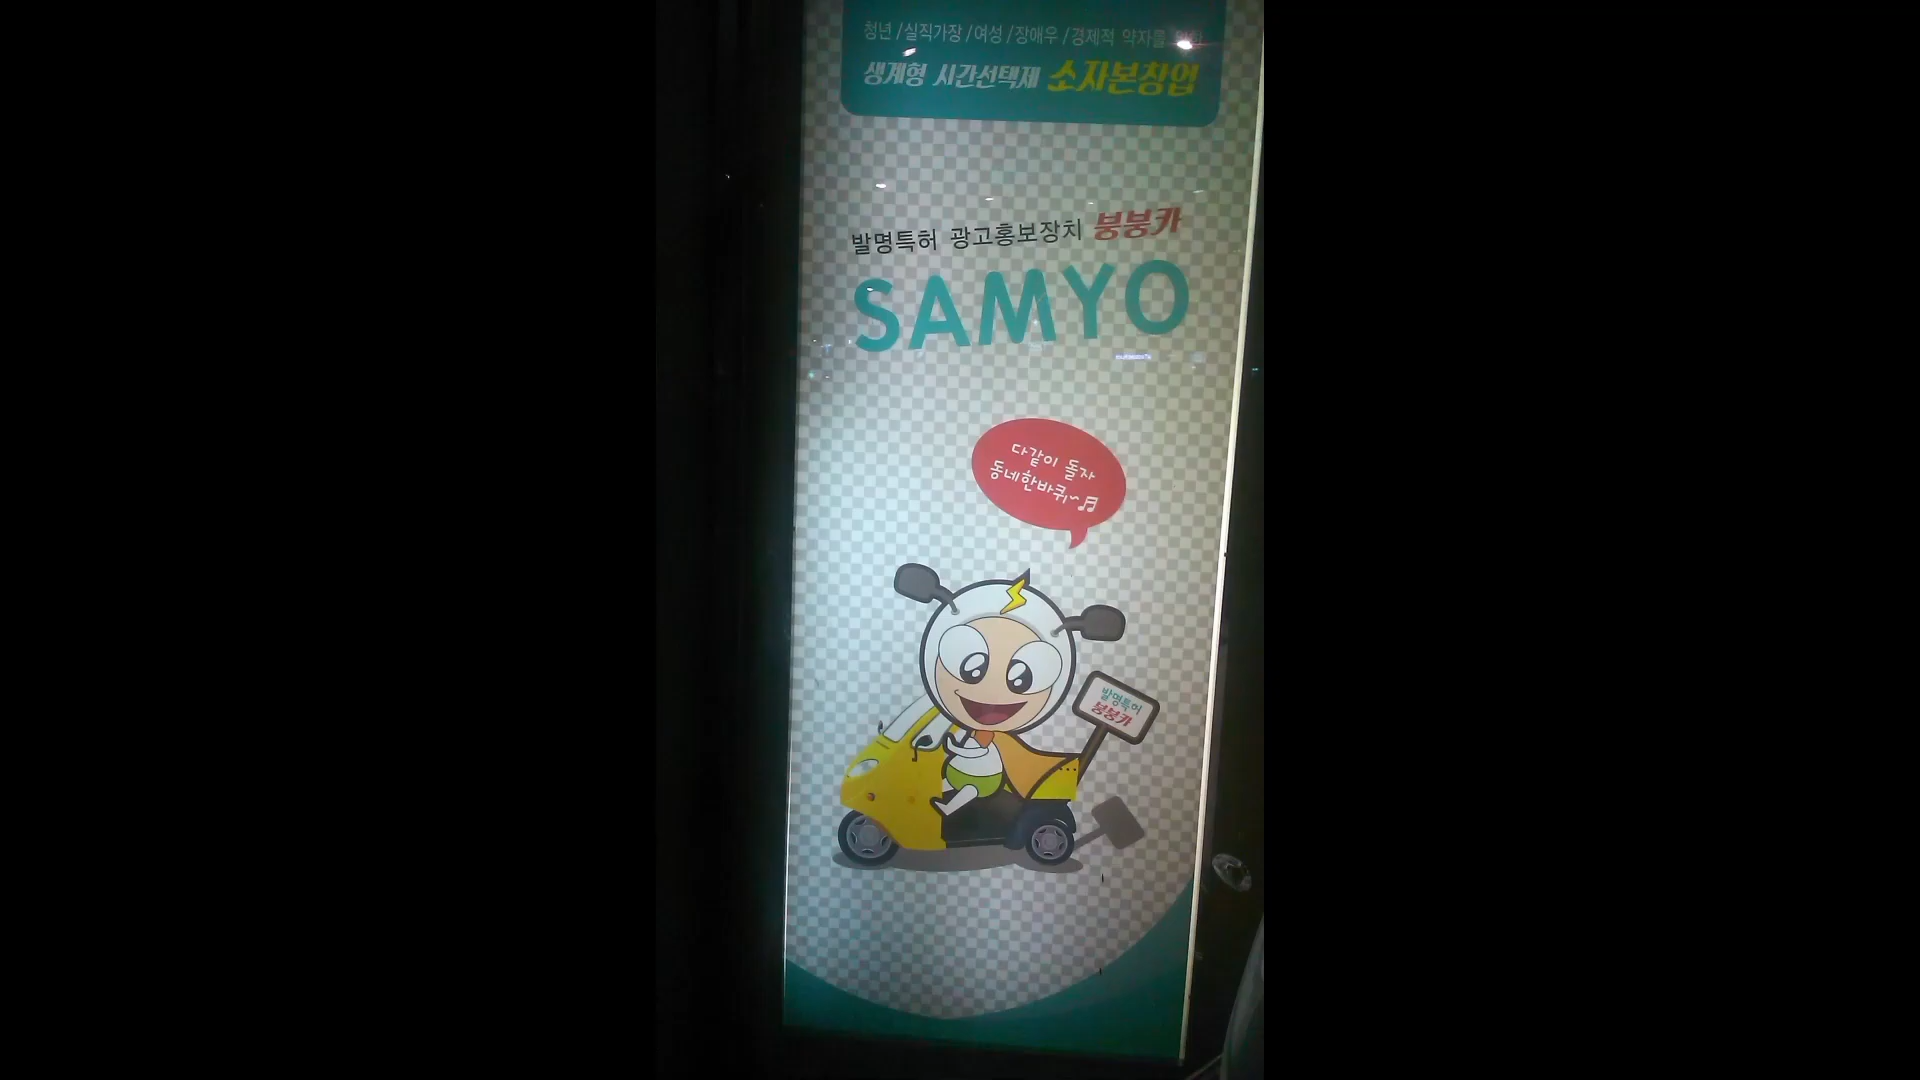 청년 /실직가장 /여성 /장애우 /경제적 약자를
생계형 시간선택제 소자본창업
발명특허 광고홍보장치 붕붕카
SAMYO
다같이 돌자
동네한바퀴~♬
발명특허
붕붕카